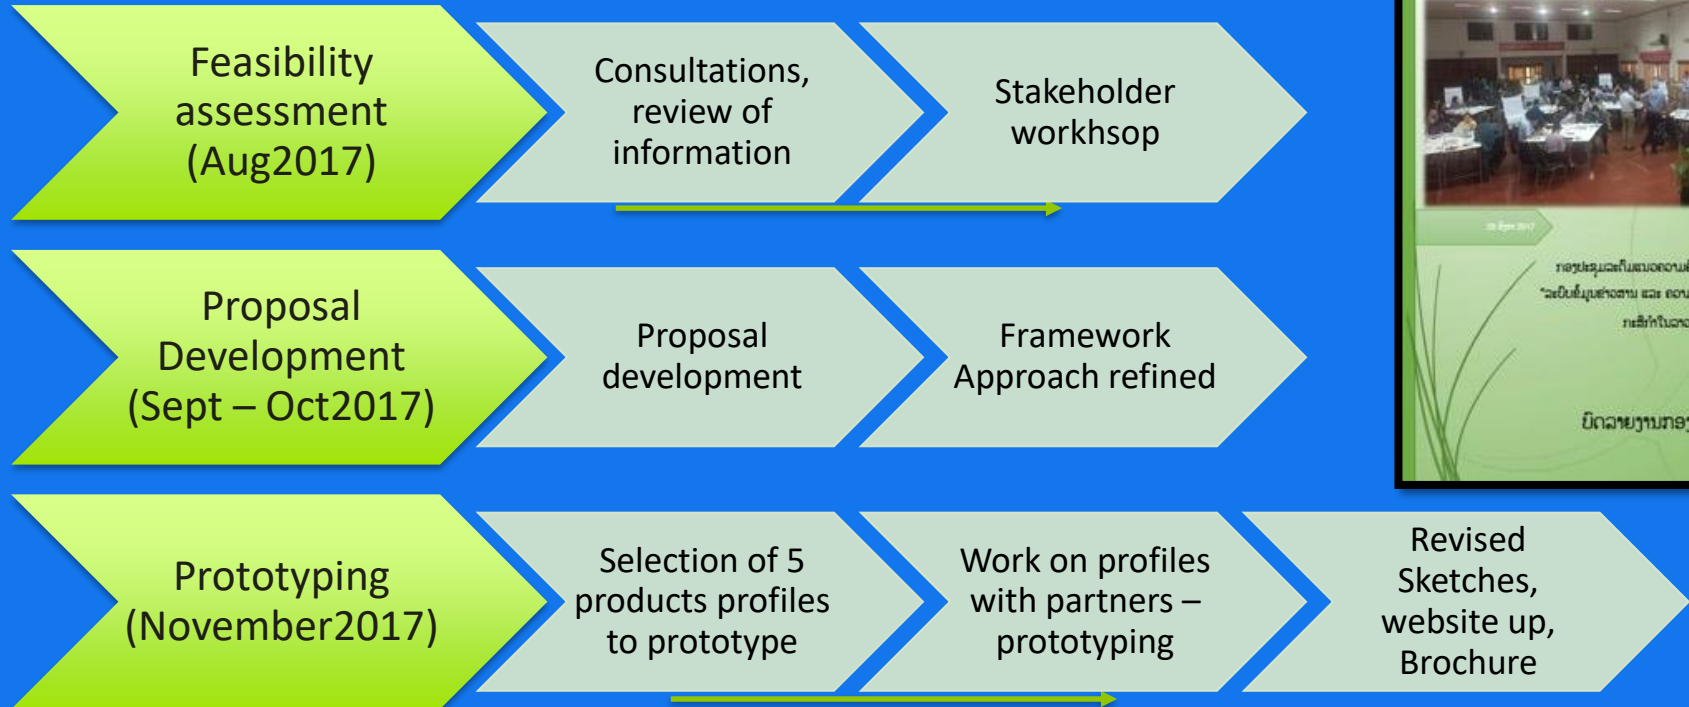 Feasibility
assessment
(Aug2017)
Consultations,
review of
information
Stakeholder
workhsop
Proposal
Development
(Sept – Oct2017)
Proposal
development
Framework
Approach refined
Prototyping
(November2017)
Selection of 5
products profiles
to prototype
Work on profiles
with partners –
prototyping
Revised
Sketches,
website up,
Brochure